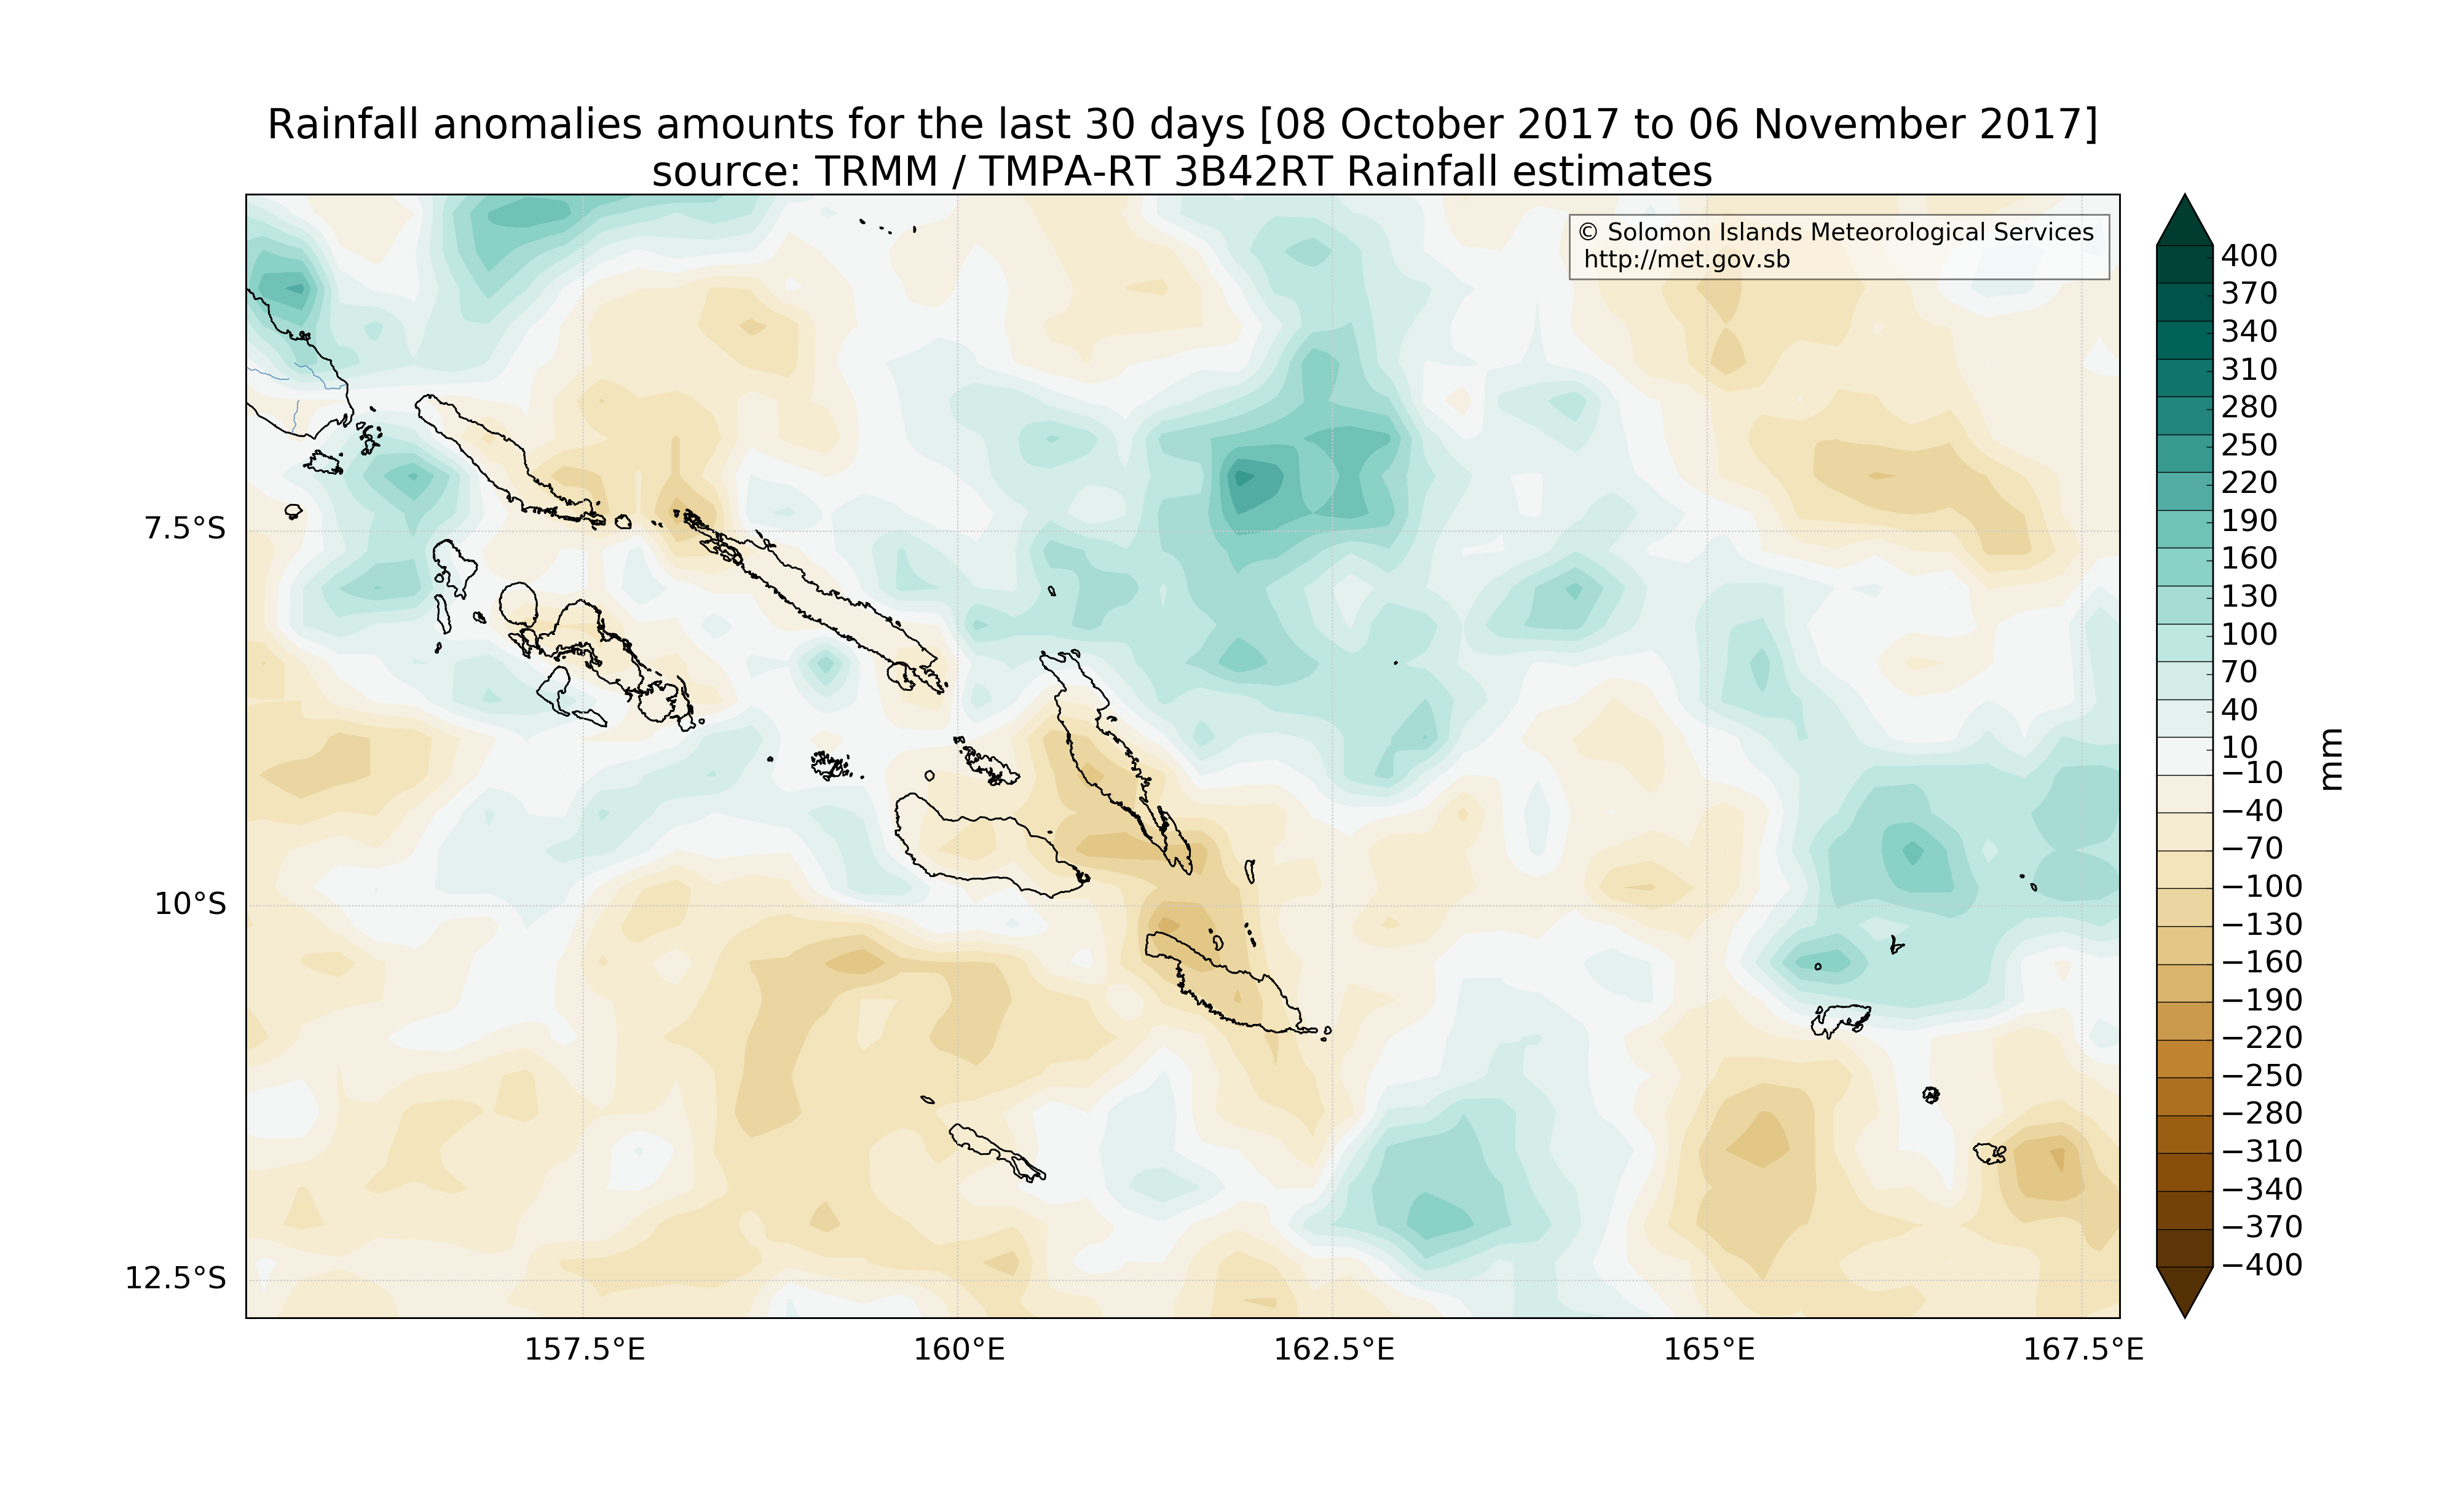 Rainfall anomalies amounts for the last 30 days [08 October 2017 to 06 November 2017]
source: TRMM / TMPA-RT 3B42RT Rainfall estimates
© Solomon Islands Meteorological Services
http://met.gov.sb
7.5°S
10°S
12.5°S
157.5°E
160°E
162.5°E
165°E
167.5°E
400
370
340
310
280
250
220
190
160
130
100
70
40
10
−10
−40
−70
−100
−130
−160
−190
−220
−250
−280
−310
−340
−370
−400
mm